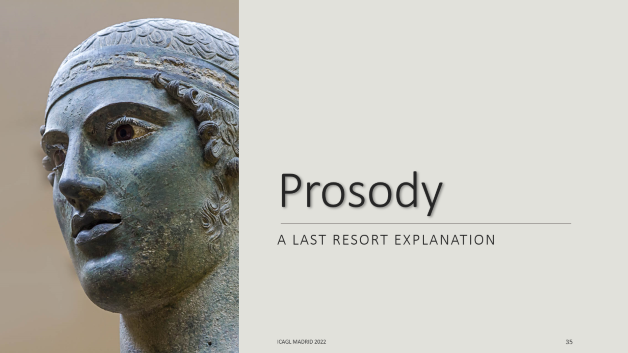 Prosody
A LAST RESORT EXPLANATION
ICAGL MADRID 2022
35